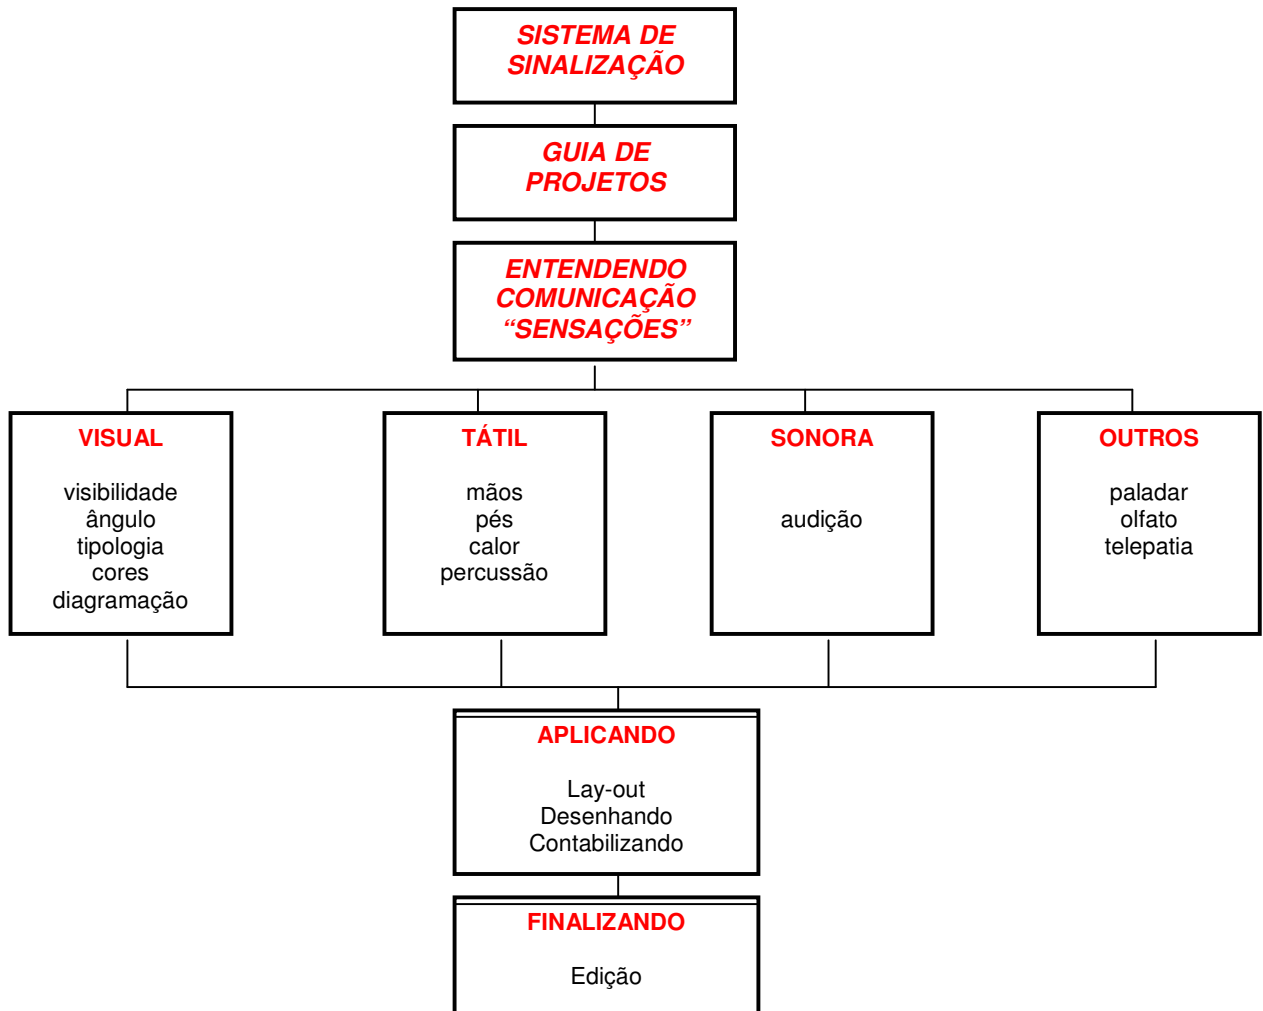 SISTEMA DE
SINALIZAÇÃO
GUIA DE
PROJETOS
ENTENDENDO
COMUNICAÇÃO
“SENSAÇÕES”
VISUAL
visibilidade
ângulo
tipologia
cores
diagramação
TÁTIL
mãos
pés
calor
percussão
SONORA
audição
OUTROS
paladar
olfato
telepatia
APLICANDO
Lay-out
Desenhando
Contabilizando
FINALIZANDO
Edição